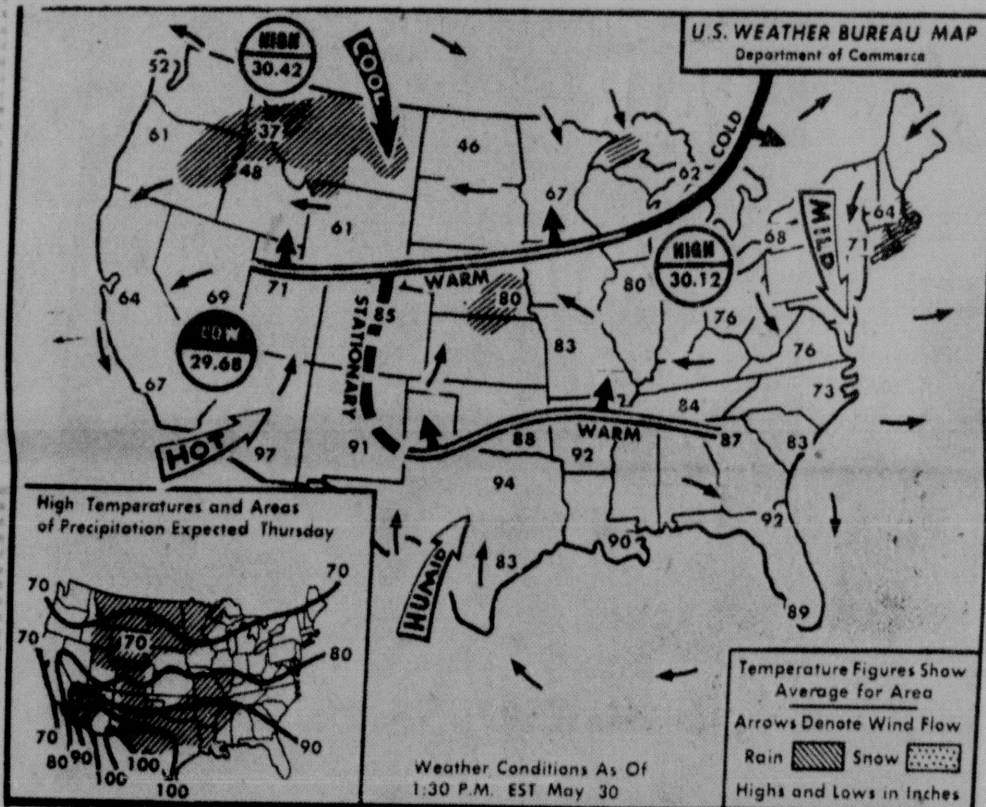 U.S. WEATHER BUREAU MAP
Department of Commerce
HIGH
30.42
COOL
52
61
37
48
46
67
62
COLD
61
71
WARM
64
69
85
80
STATIONARY
LOW
29.68
67
HOT
97
91
HIGH
30.12
80
68
MILD
71
64
76
76
73
83
84
WARM
88
92
87
83
94
HUMID
83
90
92
89
High Temperatures and Areas
of Precipitation Expected Thursday
70
70
70
70
80
70
80
90
100
100
100
90
Weather Conditions As Of
1:30 P.M. EST May 30
Temperature Figures Show
Average for Area
Arrows Denote Wind Flow
Rain Snow
Highs and Lows in Inches